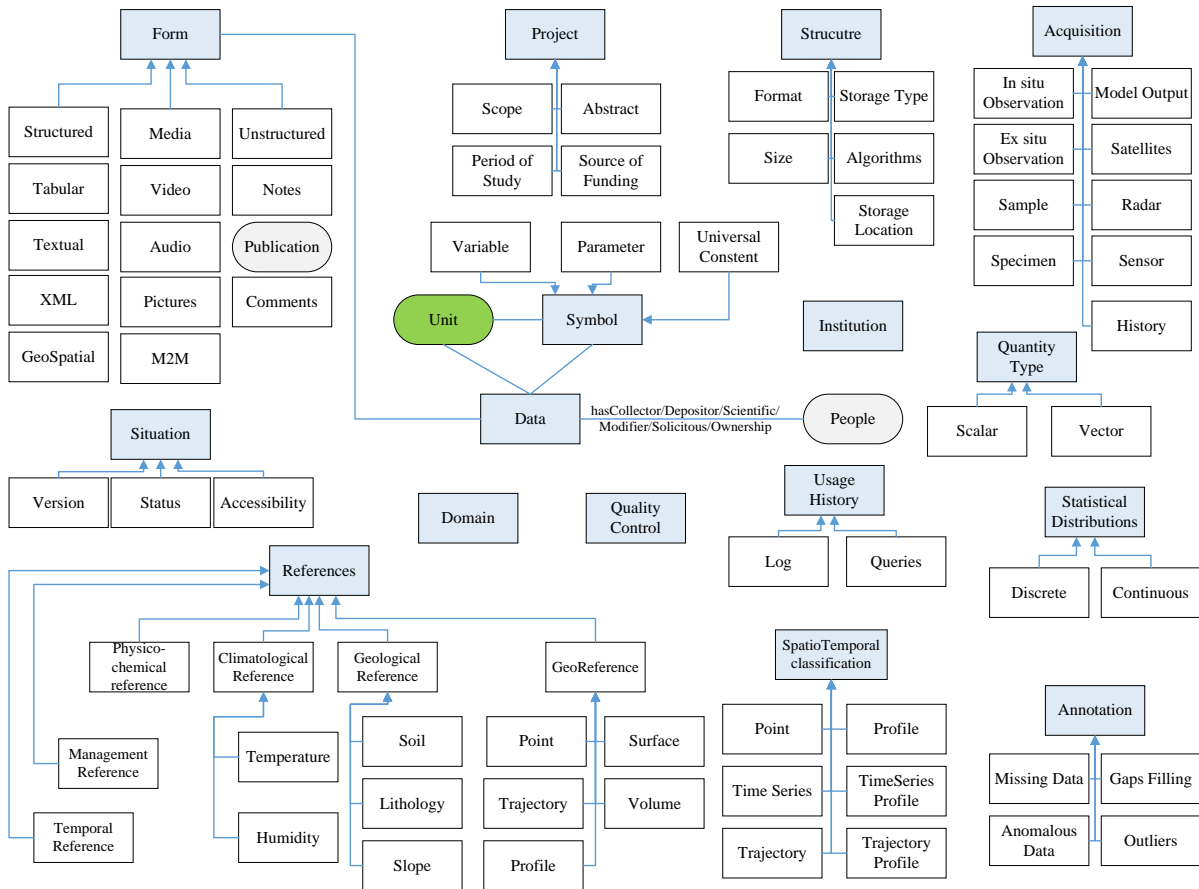 Form
Structured
Media
Unstructured
Tabular
Video
Notes
Textual
Audio
Publication
XML
Pictures
Comments
GeoSpatial
M2M
Project
Scope
Abstract
Period of
Study
Source of
Funding
Strucutre
Format
Storage Type
Size
Algorithms
Storage
Location
Acquisition
In situ
Observation
Model Output
Ex situ
Observation
Satellites
Sample
Radar
Specimen
Sensor
History
Variable
Parameter
Universal
Constent
Unit
Symbol
Institution
Quantity
Type
Scalar
Vector
Data
hasCollector/Depositor/Scientific/
Modifier/Solicitous/Ownership
People
Situation
Version
Status
Accessibility
Domain
Quality
Control
Usage
History
Log
Queries
Statistical
Distributions
Discrete
Continuous
References
Physico-
chemical
reference
Climatological
Reference
Geological
Reference
GeoReference
Management
Reference
Temporal
Reference
Temperature
Humidity
Soil
Lithology
Slope
Point
Surface
Trajectory
Volume
Profile
SpatioTemporal
classification
Point
Profile
Time Series
TimeSeries
Profile
Trajectory
Trajectory
Profile
Annotation
Missing Data
Gaps Filling
Anomalous
Data
Outliers